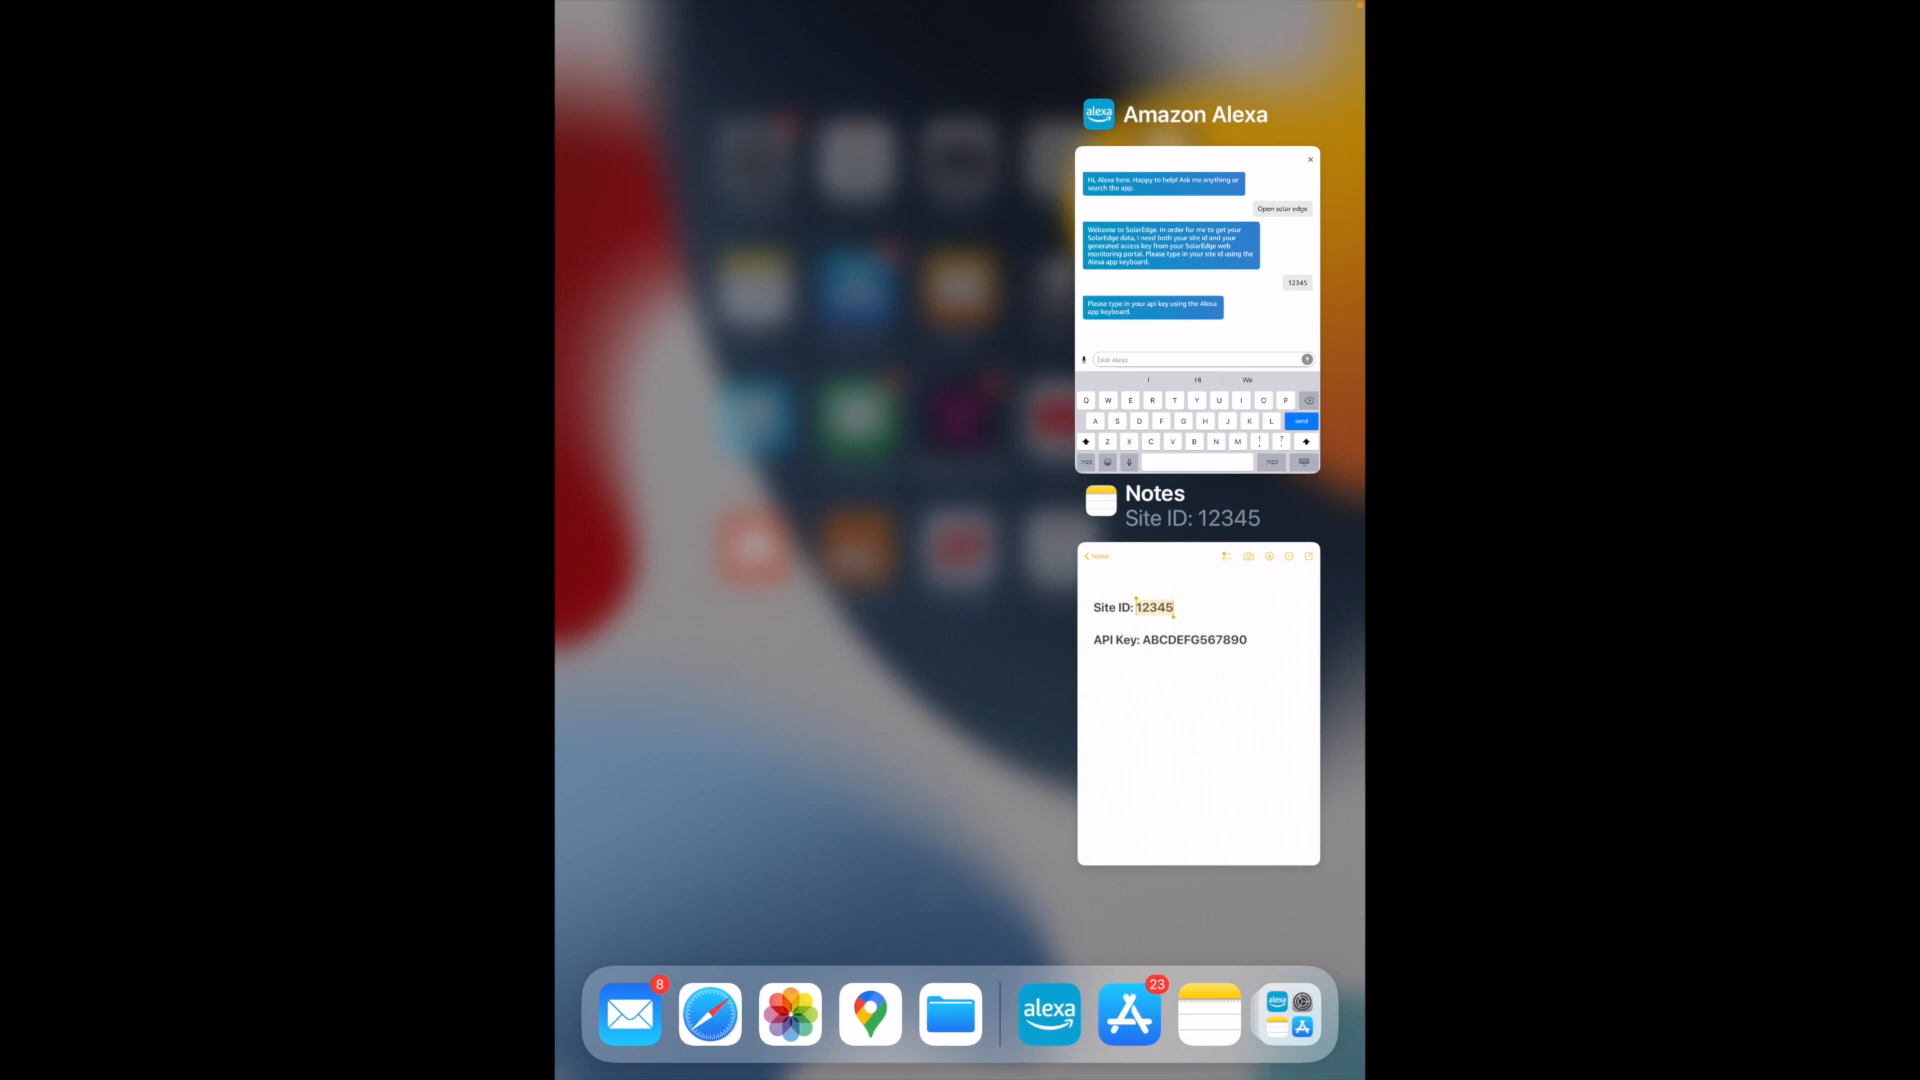 alexa
Amazon Alexa
Hi, Alexa here. Happy to help! Ask me anything or
search the app.
Open solar edge
Welcome to SolarEdge. In order for me to get your
SolarEdge data, i need both your site id and your
generated access key from your SolarEdge web
monitoring portal. Please type in your site id using the
Alexa app keyboard.
12345
Please type in your api key using the Alexa
app keyboard.
Ask Alexa
I Hi We
Q W E R T Y U I O P
A S D F G H J K L send
Z X C V B N M ! , ? .
.?123 .?123
Notes
Site ID: 12345
Notes
Site ID: 12345
API Key: ABCDEFG567890
8
23
alexa
alexa